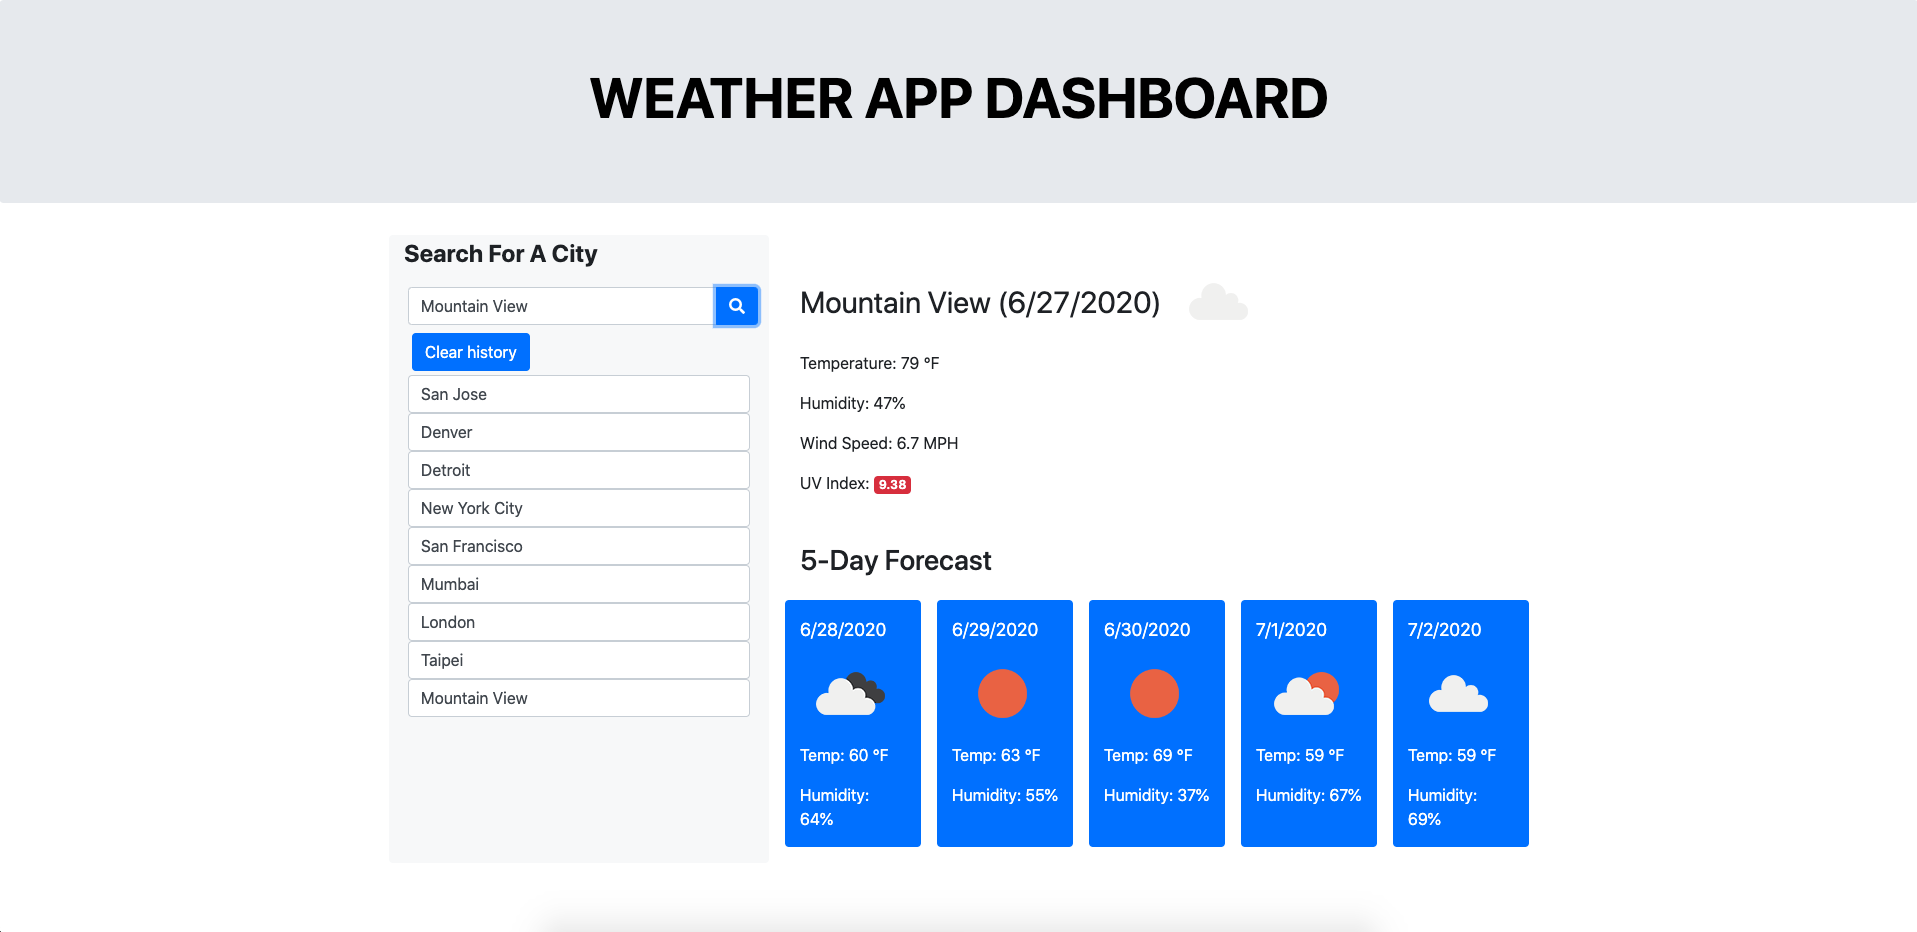 WEATHER APP DASHBOARD
Search For A City
Mountain View
Clear history
San Jose
Denver
Detroit
New York City
San Francisco
Mumbai
London
Taipei
Mountain View
Mountain View (6/27/2020)
Temperature: 79 °F
Humidity: 47%
Wind Speed: 6.7 MPH
UV Index: 9.38
5-Day Forecast
6/28/2020
Temp: 60 °F
Humidity:
64%
6/29/2020
Temp: 63 °F
Humidity: 55%
6/30/2020
Temp: 69 °F
Humidity: 37%
7/1/2020
Temp: 59 °F
Humidity: 67%
7/2/2020
Temp: 59 °F
Humidity:
69%